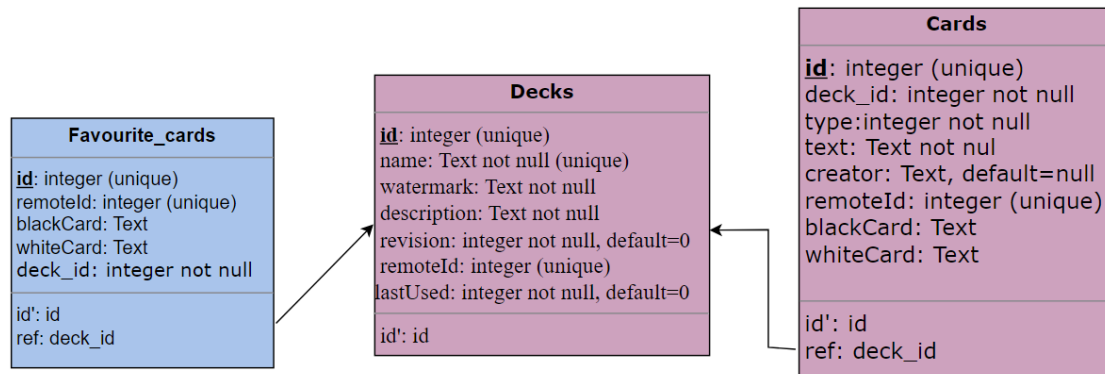 Favourite_cards
id: integer (unique)
remoteId: integer (unique)
blackCard: Text
whiteCard: Text
deck_id: integer not null
id': id
ref: deck_id
Decks
id: integer (unique)
name: Text not null (unique)
watermark: Text not null
description: Text not null
revision: integer not null, default=0
remoteId: integer (unique)
lastUsed: integer not null, default=0
id': id
Cards
id: integer (unique)
deck_id: integer not null
type:integer not null
text: Text not nul
creator: Text, default=null
remoteId: integer (unique)
blackCard: Text
whiteCard: Text
id': id
ref: deck_id